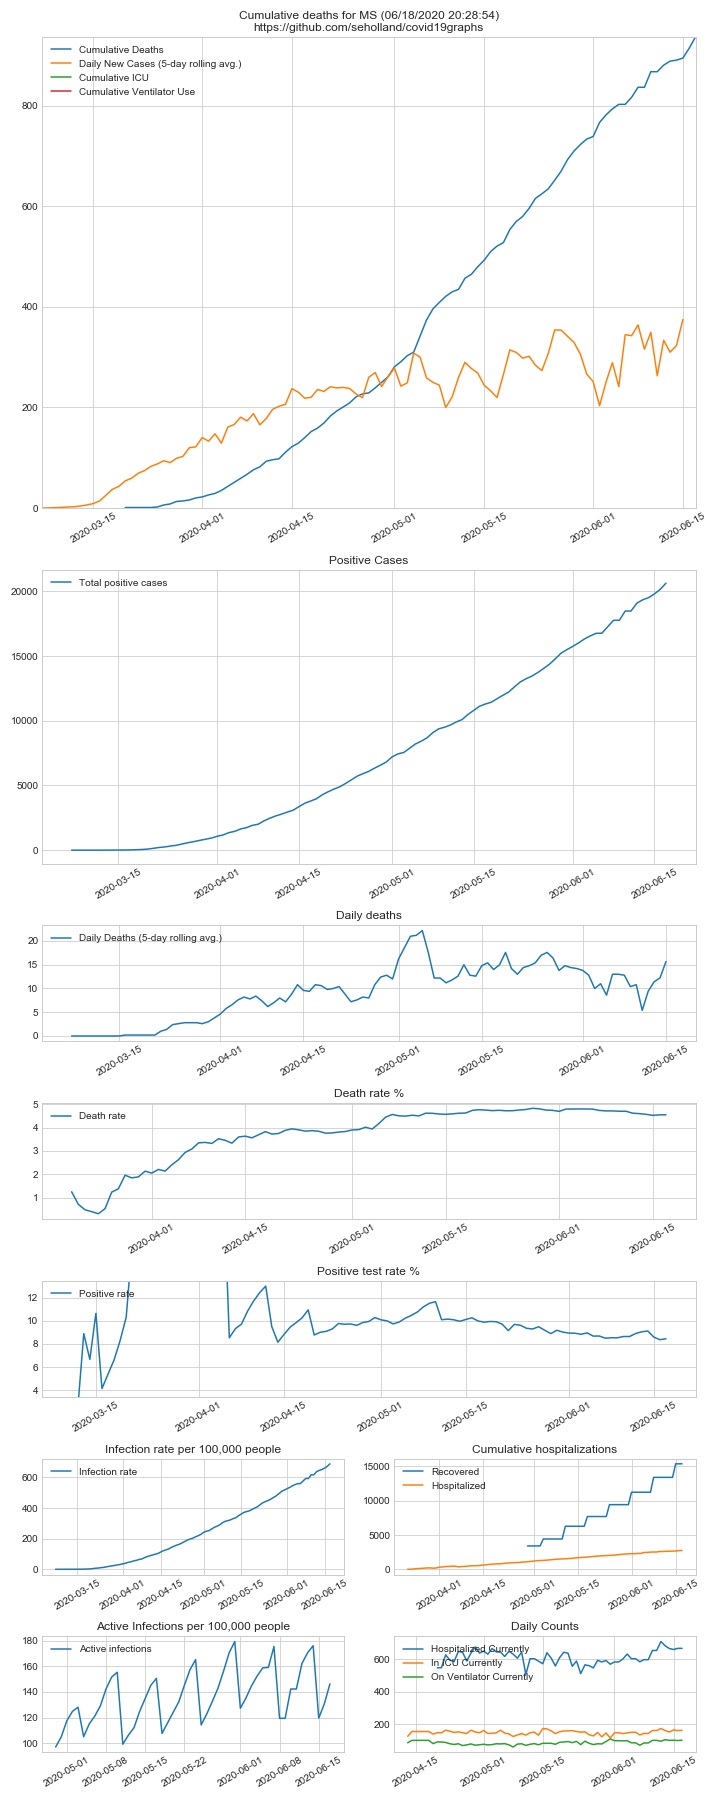 Cumulative deaths for MS (06/18/2020 20:28:54)
https://github.com/seholland/covid19graphs
Cumulative Deaths
Daily New Cases (5-day rolling avg.)
Cumulative ICU
Cumulative Ventilator Use
800
600
400
200
0
2020-03-15 2020-04-01 2020-04-15 2020-05-01 2020-05-15 2020-06-01 2020-06-15
Positive Cases
Total positive cases
20000
15000
10000
5000
0
2020-03-15 2020-04-01 2020-04-15 2020-05-01 2020-05-15 2020-06-01 2020-06-15
Daily deaths
Daily Deaths (5-day rolling avg.)
20
15
10
5
0
2020-03-15 2020-04-01 2020-04-15 2020-05-01 2020-05-15 2020-06-01 2020-06-15
Death rate %
Death rate
5
4
3
2
1
2020-04-01 2020-04-15 2020-05-01 2020-05-15 2020-06-01 2020-06-15
Positive test rate %
Positive rate
12
10
8
6
4
2020-03-15 2020-04-01 2020-04-15 2020-05-01 2020-05-15 2020-06-01 2020-06-15
Infection rate per 100,000 people
Infection rate
600
400
200
0
2020-03-15 2020-04-01 2020-04-15 2020-05-01 2020-05-15 2020-06-01 2020-06-15
Cumulative hospitalizations
Recovered
Hospitalized
15000
10000
5000
0
2020-04-01 2020-04-15 2020-05-01 2020-05-15 2020-06-01 2020-06-15
Active Infections per 100,000 people
Active infections
180
160
140
120
100
2020-05-01 2020-05-08 2020-05-15 2020-05-22 2020-06-01 2020-06-08 2020-06-15
Daily Counts
Hospitalized Currently
In ICU Currently
On Ventilator Currently
600
400
200
2020-04-15 2020-05-01 2020-05-15 2020-06-01 2020-06-15